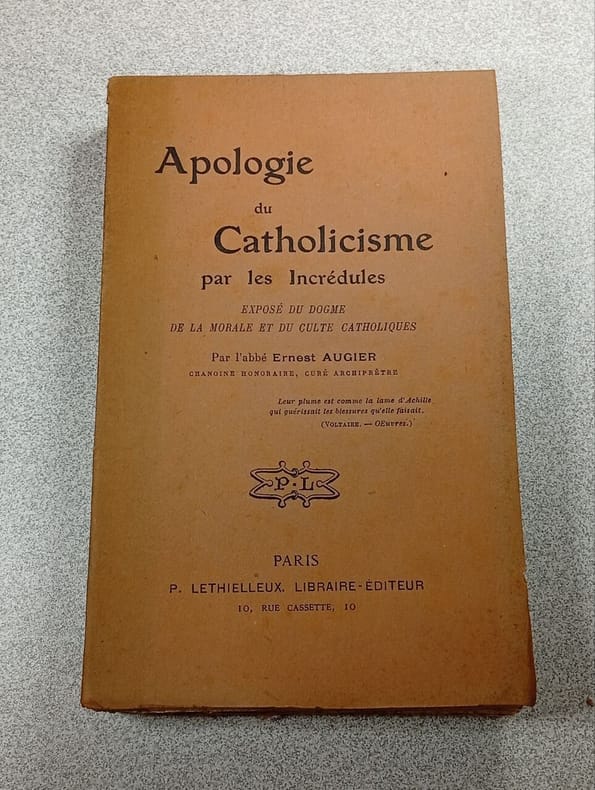 Apologie
du
Catholicisme
par les Incrédules
EXPOSÉ DU DOGME
DE LA MORALE ET DU CULTE CATHOLIQUES
Par l'abbé Ernest AUGIER
CHANOINE HONORAIRE, CURÉ ARCHIPRÊTRE
Leur plume est comme la lame d'Achille
qui guérissait les blessures qu'elle faisait.
(VOLTAIRE. — OEuvres.)
P. L
PARIS
P. LETHIELLEUX, LIBRAIRE-ÉDITEUR
10, RUE CASSETTE, 10